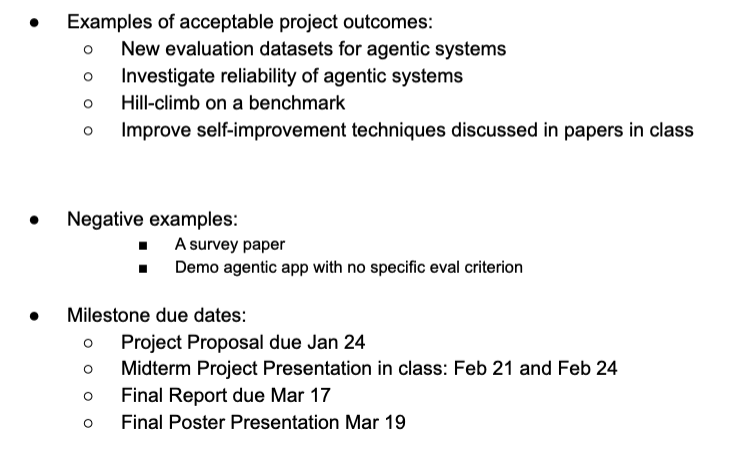 ● Examples of acceptable project outcomes:
○ New evaluation datasets for agentic systems
○ Investigate reliability of agentic systems
○ Hill-climb on a benchmark
○ Improve self-improvement techniques discussed in papers in class
● Negative examples:
■ A survey paper
■ Demo agentic app with no specific eval criterion
● Milestone due dates:
○ Project Proposal due Jan 24
○ Midterm Project Presentation in class: Feb 21 and Feb 24
○ Final Report due Mar 17
○ Final Poster Presentation Mar 19